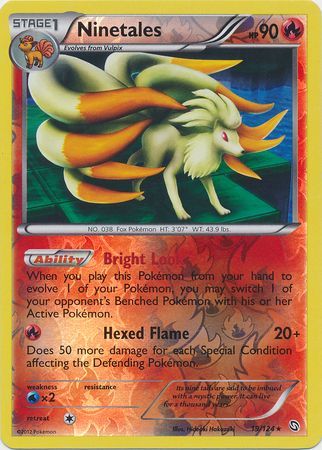 STAGE1
Ninetales
HP 90
Evolves from Vulpix
NO. 038 Fox Pokémon HT: 3'07" WT: 43.9 lbs.
Ability Bright Look
When you play this Pokémon from your hand to
evolve 1 of your Pokémon, you may switch 1 of
your opponent's Benched Pokémon with his or her
Active Pokémon.
Hexed Flame 20+
Does 50 more damage for each Special Condition
affecting the Defending Pokémon.
weakness resistance
×2
retreat
Its nine tails are said to be imbued
with a mystic power. It can live
for a thousand years.
©2012 Pokémon
Illus. Hideaki Hakozaki
19/124 ★